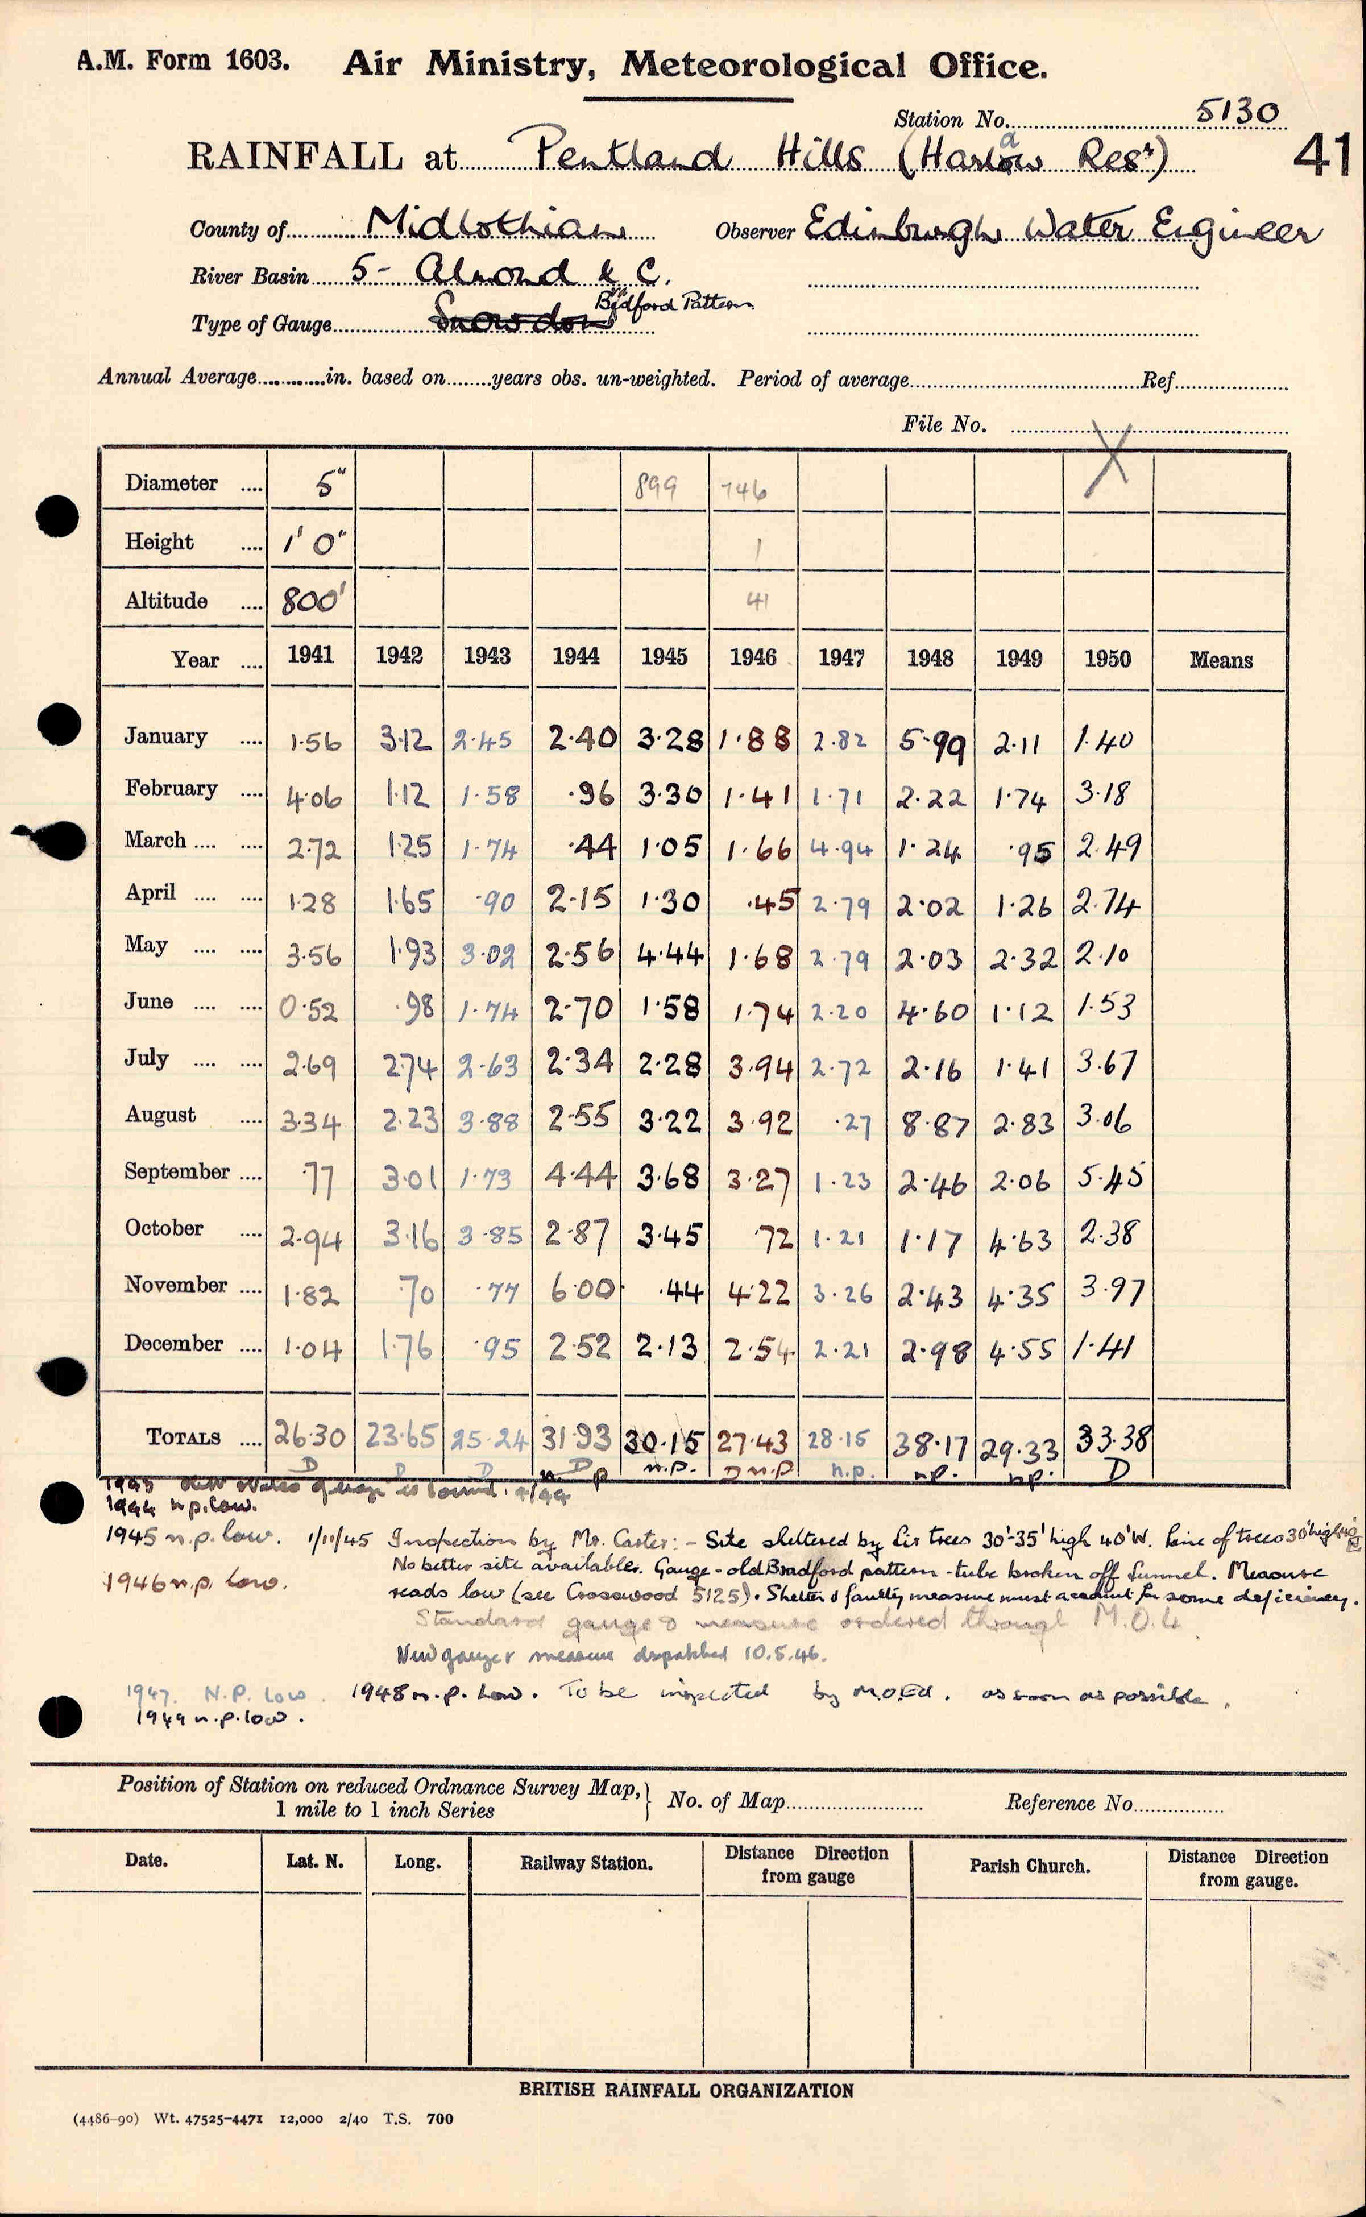 A.M. Form 1603. Air Ministry, Meteorological Office.
Station No. 5130
RAINFALL at Pentland Hills (Harlaw Resr) 41
County of Midlothian Observer Edinburgh Water Engineer
River Basin 5- Almond & C.
Type of Gauge Snowdon Bradford Pattern
Annual Average in. based on years obs. un-weighted. Period of average Ref
File No.
Diameter 5" 899 746 X
Height 1' 0" 1
Altitude 800' 41
Year 1941 1942 1943 1944 1945 1946 1947 1948 1949 1950 Means
January 1.56 3.12 2.45 2.40 3.28 1.88 2.82 5.99 2.11 1.40
February 4.06 1.12 1.58 .96 3.30 1.41 1.71 2.22 1.74 3.18
March 2.72 1.25 1.74 .44 1.05 1.66 4.94 1.24 .95 2.49
April 1.28 1.65 .90 2.15 1.30 .45 2.79 2.02 1.26 2.74
May 3.56 1.93 3.02 2.56 4.44 1.68 2.79 2.03 2.32 2.10
June 0.52 .98 1.74 2.70 1.58 1.74 2.20 4.60 1.12 1.53
July 2.69 2.74 2.63 2.34 2.28 3.94 2.72 2.16 1.41 3.67
August 3.34 2.23 3.88 2.55 3.22 3.92 .27 8.87 2.83 3.06
September .77 3.01 1.73 4.44 3.68 3.27 1.23 2.46 2.06 5.45
October 2.94 3.16 3.85 2.87 3.45 .72 1.21 1.17 4.63 2.38
November 1.82 .70 .77 6.00 .44 4.22 3.26 2.43 4.35 3.97
December 1.04 1.76 .95 2.52 2.13 2.54 2.21 2.98 4.55 1.41
TOTALS 26.30 23.65 25.24 31.93 30.15 27.43 28.15 38.17 29.33 33.38
D D D n.D p n.p. D n.p n.p. n.p. n.p. D
1943 is found. 4/44
1944 n.p. low.
1945 n.p. low. 1/11/45 Inspection by Mr. Carter:- Site sheltered by fir trees 30'-35' high 40' W. line of trees 30' high
No better site available. Gauge - old Bradford pattern - tube broken off funnel. Measure
1946 n.p. low. reads low (see Crosswood 5125). Shelter & faulty measure must account for some deficiency.
Standard gauge & measure ordered through M.O.4
New gauge & measure dispatched 10.5.46.
1947. N.P. Low. 1948 n.p. low. To be inspected by M.O.Ed. as soon as possible.
1949 n.p. low.
Position of Station on reduced Ordnance Survey Map, 1 mile to 1 inch Series } No. of Map Reference No.
Date. Lat. N. Long. Railway Station. Distance Direction from gauge Parish Church. Distance Direction from gauge.
BRITISH RAINFALL ORGANIZATION
(4486-90) Wt. 47525-4471 12,000 2/40 T.S. 700